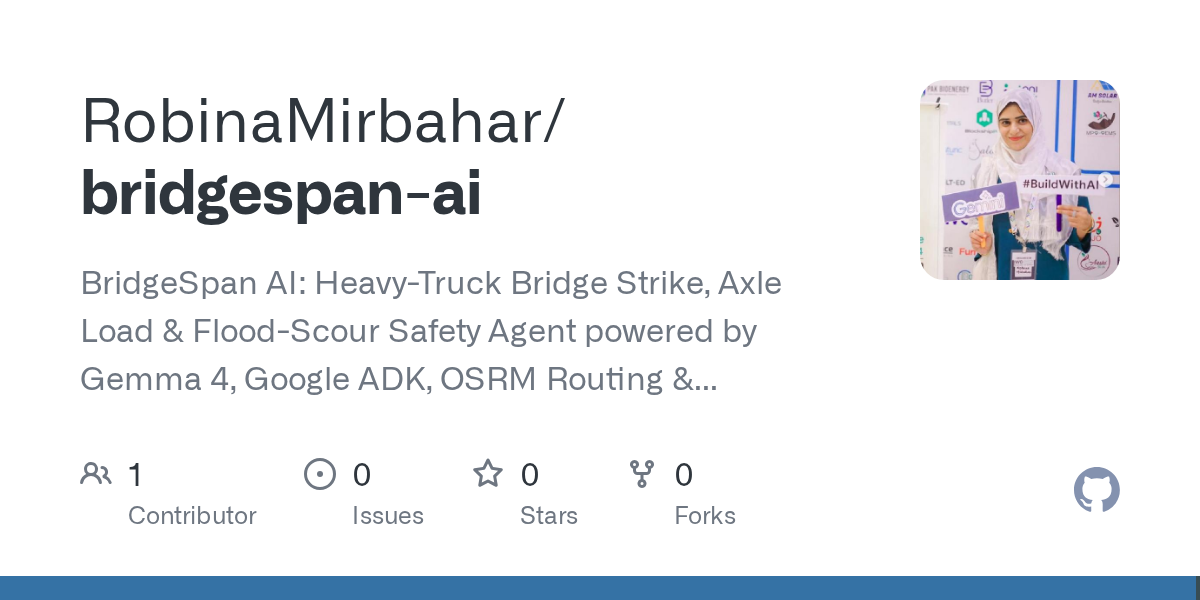 RobinaMirbahar/
bridgespan-ai
BridgeSpan AI: Heavy-Truck Bridge Strike, Axle
Load & Flood-Scour Safety Agent powered by
Gemma 4, Google ADK, OSRM Routing &...
1
Contributor
0
Issues
0
Stars
0
Forks
#BuildWithAI
Gemini